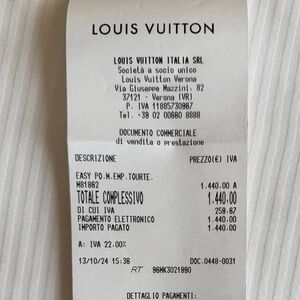 LOUIS VUITTON
LOUIS VUITTON ITALIA SRL
Società a socio unico
Louis Vuitton Verona
Via Giuseppe Mazzini, 82
37121 - Verona (VR)
P. IVA 11885730967
Tel. +39 02 00660 8888
DOCUMENTO COMMERCIALE
di vendita o prestazione
DESCRIZIONE PREZZO(€) IVA
EASY PO.M.EMP.TOURTE.
M81862 1.440.00 A
TOTALE COMPLESSIVO 1.440.00
DI CUI IVA 259.67
PAGAMENTO ELETTRONICO 1.440.00
IMPORTO PAGATO 1.440.00
A: IVA 22.00%
13/10/24 15:36 DOC.0448-0031
RT 96MK3021990
DETTAGLIO PAGAMENTI: